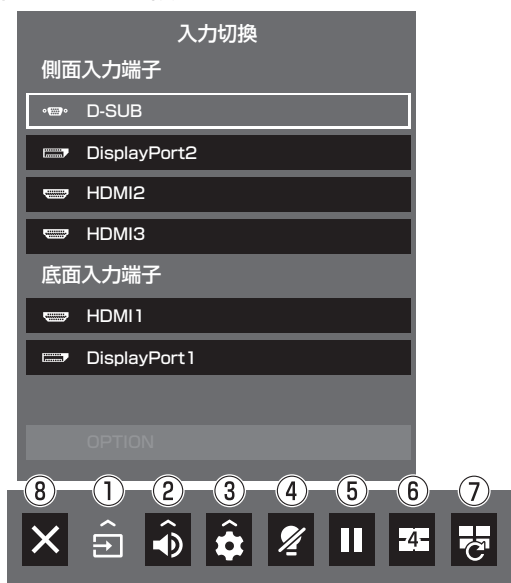 入力切換
側面入力端子
D-SUB
DisplayPort2
HDMI2
HDMI3
底面入力端子
HDMI1
DisplayPort1
OPTION
⑧ ① ② ③ ④ ⑤ ⑥ ⑦
4